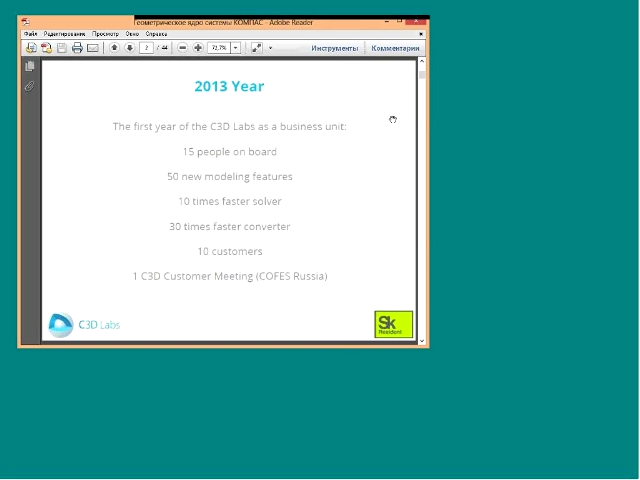 еометрическое ядро системы КОМПАС - Adobe Reader
Файл Редактирование Просмотр Окно Справка
2 / 44 72,7% Инструменты Комментарии
2013 Year
The first year of the C3D Labs as a business unit:
15 people on board
50 new modeling features
10 times faster solver
30 times faster converter
10 customers
1 C3D Customer Meeting (COFES Russia)
C3D Labs
Sk
Resident